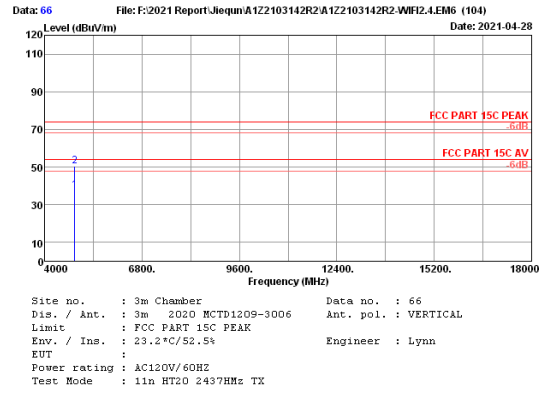 Data: 66 File: F:\2021 Report\Jiequn\A1Z2103142R2\A1Z2103142R2-WIFI2.4.EM6 (104)
120 Level (dBuV/m) Date: 2021-04-28
110
90
FCC PART 15C PEAK
70 -6dB
FCC PART 15C AV
2
50 -6dB
1
30
10
0 4000 6800. 9600. 12400. 15200. 18000
Frequency (MHz)
Site no. : 3m Chamber Data no. : 66
Dis. / Ant. : 3m 2020 MCTD1209-3006 Ant. pol. : VERTICAL
Limit : FCC PART 15C PEAK
Env. / Ins. : 23.2*C/52.5% Engineer : Lynn
EUT :
Power rating : AC120V/60HZ
Test Mode : 11n HT20 2437HMz TX